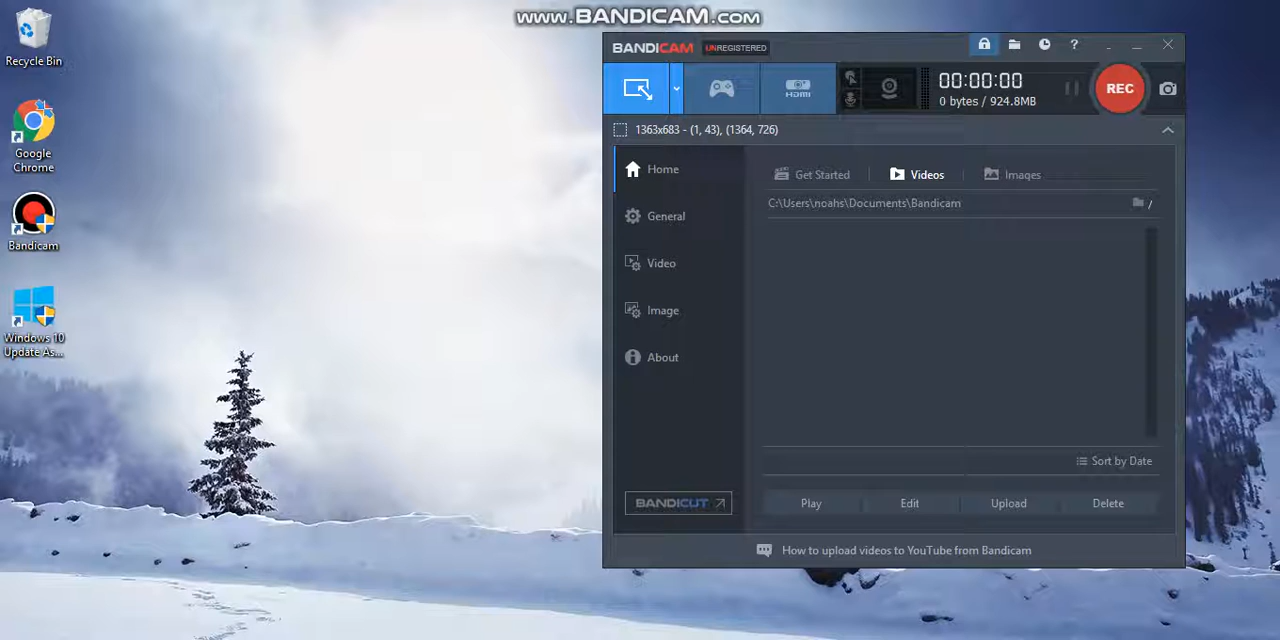 www.BANDICAM.com
Recycle Bin
Google
Chrome
Bandicam
Windows 10
Update As...
BANDICAM UNREGISTERED
HDMI
00:00:00
0 bytes / 924.8MB
REC
1363x683 - (1, 43), (1364, 726)
Home
General
Video
Image
About
BANDICUT
Get Started
Videos
Images
C:\Users\noahs\Documents\Bandicam
/
Sort by Date
Play
Edit
Upload
Delete
How to upload videos to YouTube from Bandicam